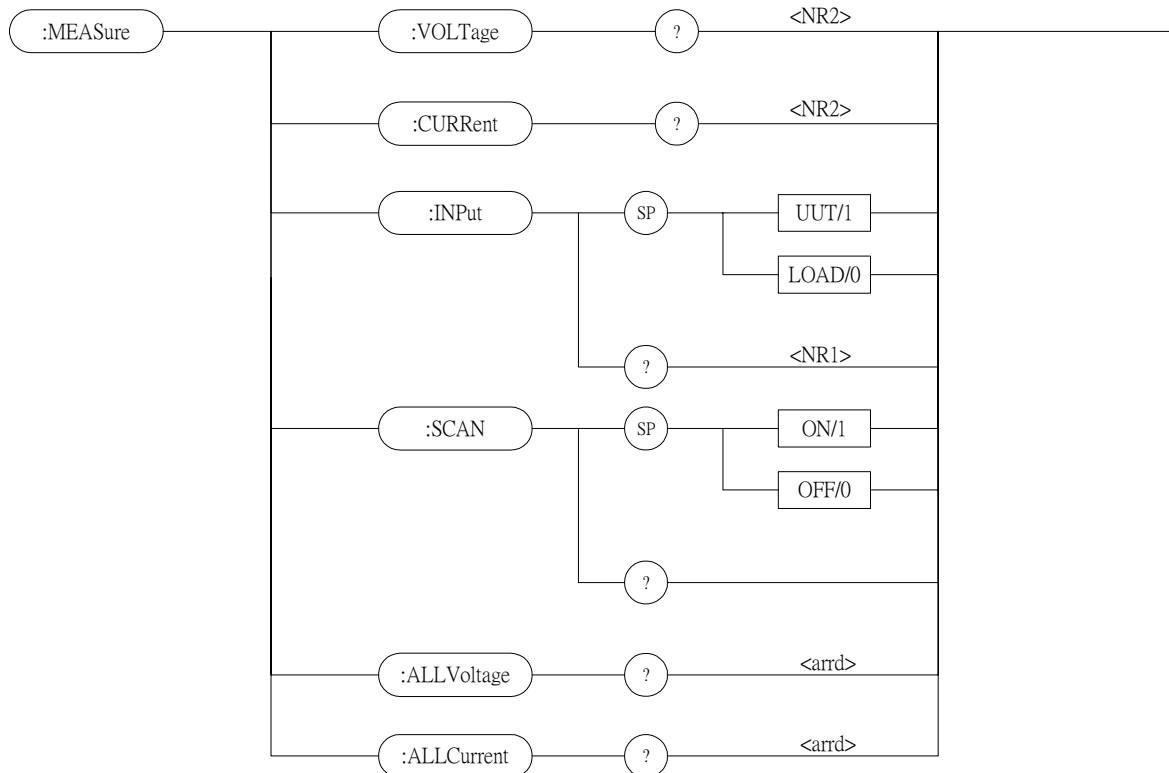 :MEASure :VOLTage ? <NR2>
:CURRent ? <NR2>
:INPut SP UUT/1
LOAD/0
? <NR1>
:SCAN SP ON/1
OFF/0
?
:ALLVoltage ? <arrd>
:ALLCurrent ? <arrd>